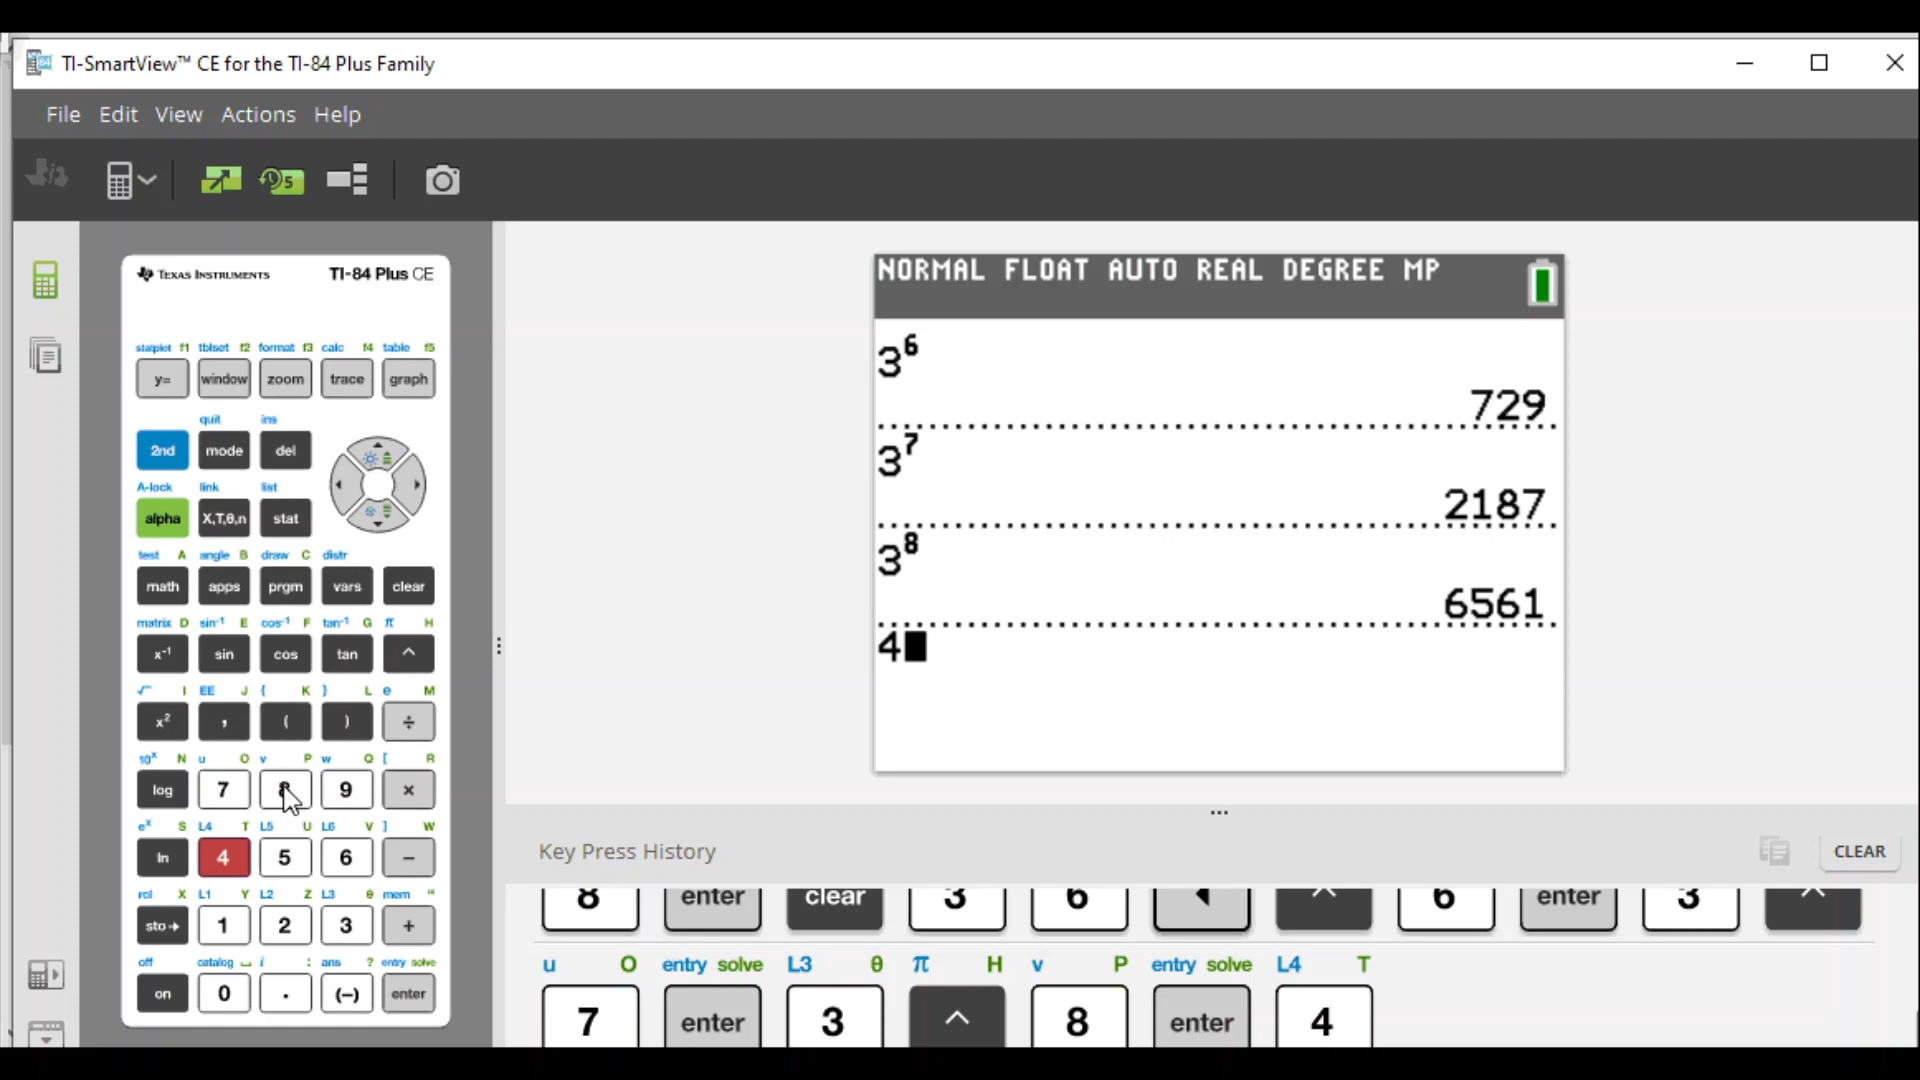 TI-SmartView™ CE for the TI-84 Plus Family
File Edit View Actions Help
TEXAS INSTRUMENTS TI-84 Plus CE
statplot f1 tblset f2 format f3 calc f4 table f5
y= window zoom trace graph
quit ins
2nd mode del
A-lock link list
alpha X,T,θ,n stat
test A angle B draw C distr
math apps prgm vars clear
matrix D sin⁻¹ E cos⁻¹ F tan⁻¹ G π H
x⁻¹ sin cos tan ^
√ I EE J { K } L e M
x² , ( ) ÷
10ˣ N u O v P w Q [ R
log 7 8 9 ×
eˣ S L4 T L5 U L6 V ] W
ln 4 5 6 −
rcl X L1 Y L2 Z L3 θ mem "
sto→ 1 2 3 +
off catalog ⎵ i : ans ? entry solve
on 0 . (−) enter
NORMAL FLOAT AUTO REAL DEGREE MP
3⁶
729
3⁷
2187
3⁸
6561
4
Key Press History
CLEAR
8 enter clear 3 6 ◄ ^ 6 enter 3 ^
u O entry solve L3 θ π H v P entry solve L4 T
7 enter 3 ^ 8 enter 4